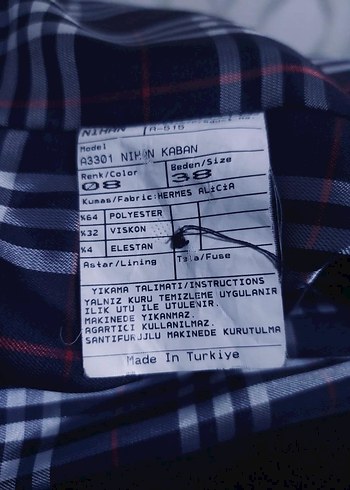 NIHAN A-515
Model
A3301 NIHAN KABAN
Renk/Color Beden/Size
08 38
Kumas/Fabric:HERMES ALiCiA
%64 POLYESTER
%32 VISKON
%4 ELESTAN
Astar/Lining Tela/Fuse
YIKAMA TALIMATI/INSTRUCTIONS
YALNIZ KURU TEMIZLEME UYGULANIR
ILIK UTU ILE UTULENIR.
MAKINEDE YIKANMAZ.
AGARTICI KULLANILMAZ.
SANTIFURUJLU MAKINEDE KURUTULMA
Made In Turkiye